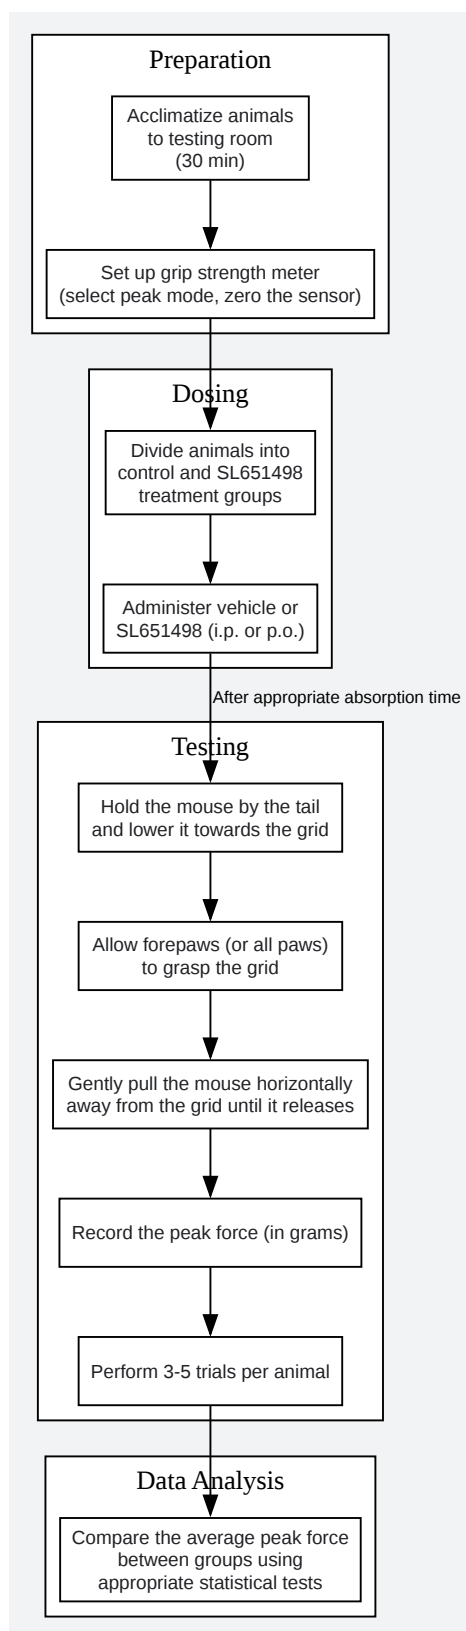 Preparation
Acclimatize animals
to testing room
(30 min)
Set up grip strength meter
(select peak mode, zero the sensor)
Dosing
Divide animals into
control and SL651498
treatment groups
Administer vehicle or
SL651498 (i.p. or p.o.)
After appropriate absorption time
Testing
Hold the mouse by the tail
and lower it towards the grid
Allow forepaws (or all paws)
to grasp the grid
Gently pull the mouse horizontally
away from the grid until it releases
Record the peak force (in grams)
Perform 3-5 trials per animal
Data Analysis
Compare the average peak force
between groups using
appropriate statistical tests